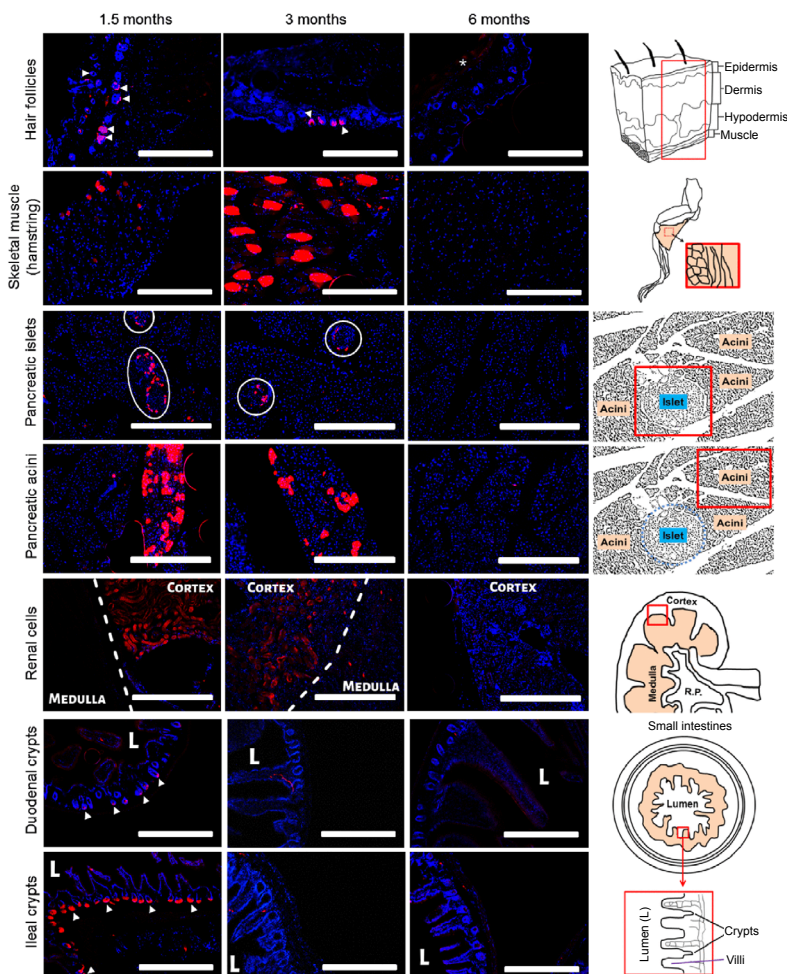 1.5 months
3 months
6 months
Hair follicles
*
Epidermis
Dermis
Hypodermis
Muscle
Skeletal muscle
(hamstring)
Pancreatic islets
Acini
Acini
Islet
Acini
Pancreatic acini
Acini
Acini
Islet
Acini
Renal cells
CORTEX
MEDULLA
CORTEX
MEDULLA
CORTEX
Cortex
Medulla
R.P.
Duodenal crypts
L
L
L
Small intestines
Lumen
Ileal crypts
L
L
L
Lumen (L)
Crypts
Villi